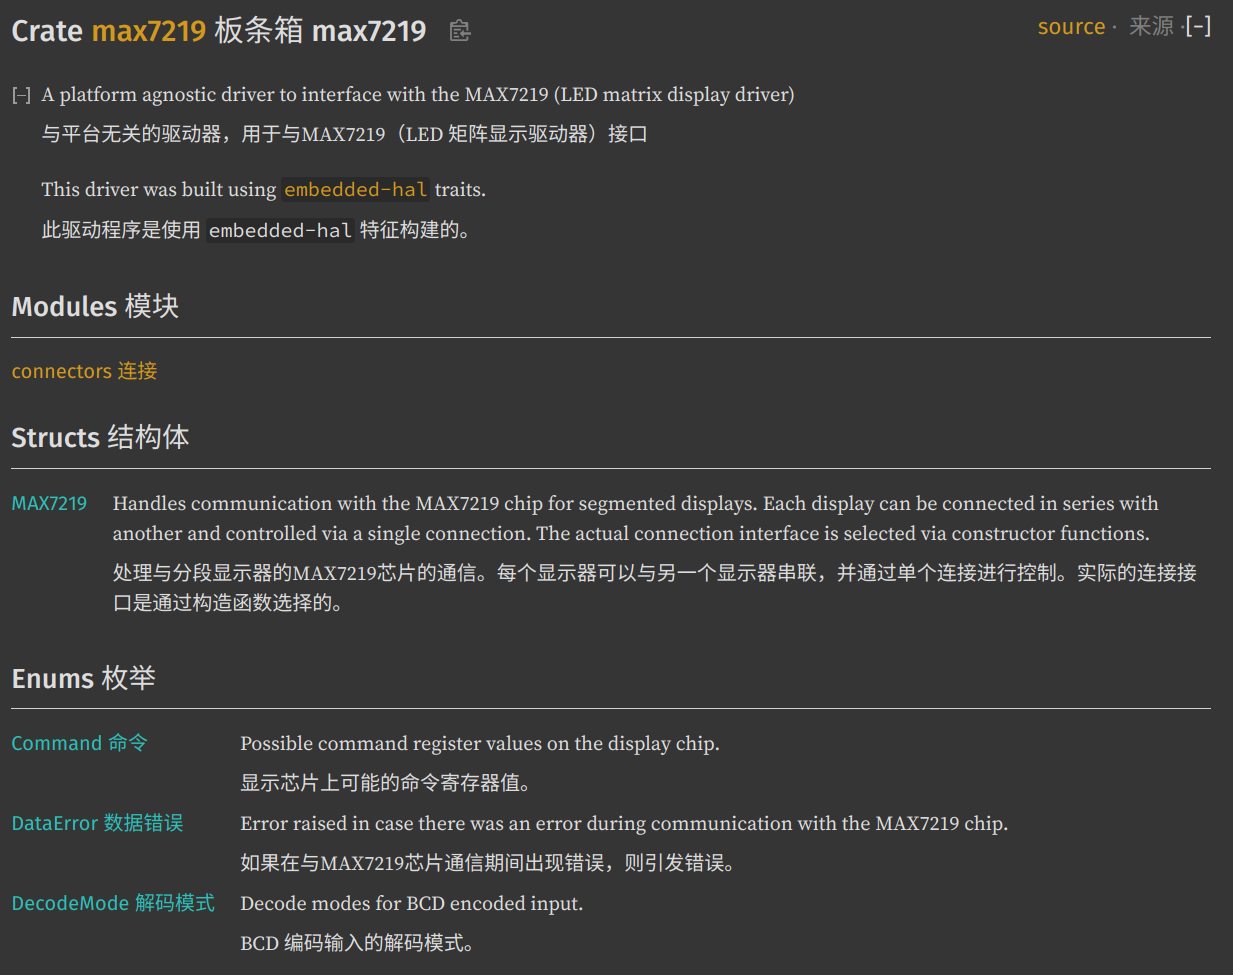 Crate max7219 板条箱 max7219
source · 来源 ·[-]
[-] A platform agnostic driver to interface with the MAX7219 (LED matrix display driver)
与平台无关的驱动器，用于与MAX7219（LED 矩阵显示驱动器）接口
This driver was built using embedded-hal traits.
此驱动程序是使用 embedded-hal 特征构建的。
Modules 模块
connectors 连接
Structs 结构体
MAX7219 Handles communication with the MAX7219 chip for segmented displays. Each display can be connected in series with
another and controlled via a single connection. The actual connection interface is selected via constructor functions.
处理与分段显示器的MAX7219芯片的通信。每个显示器可以与另一个显示器串联，并通过单个连接进行控制。实际的连接接
口是通过构造函数选择的。
Enums 枚举
Command 命令 Possible command register values on the display chip.
显示芯片上可能的命令寄存器值。
DataError 数据错误 Error raised in case there was an error during communication with the MAX7219 chip.
如果在与MAX7219芯片通信期间出现错误，则引发错误。
DecodeMode 解码模式 Decode modes for BCD encoded input.
BCD 编码输入的解码模式。